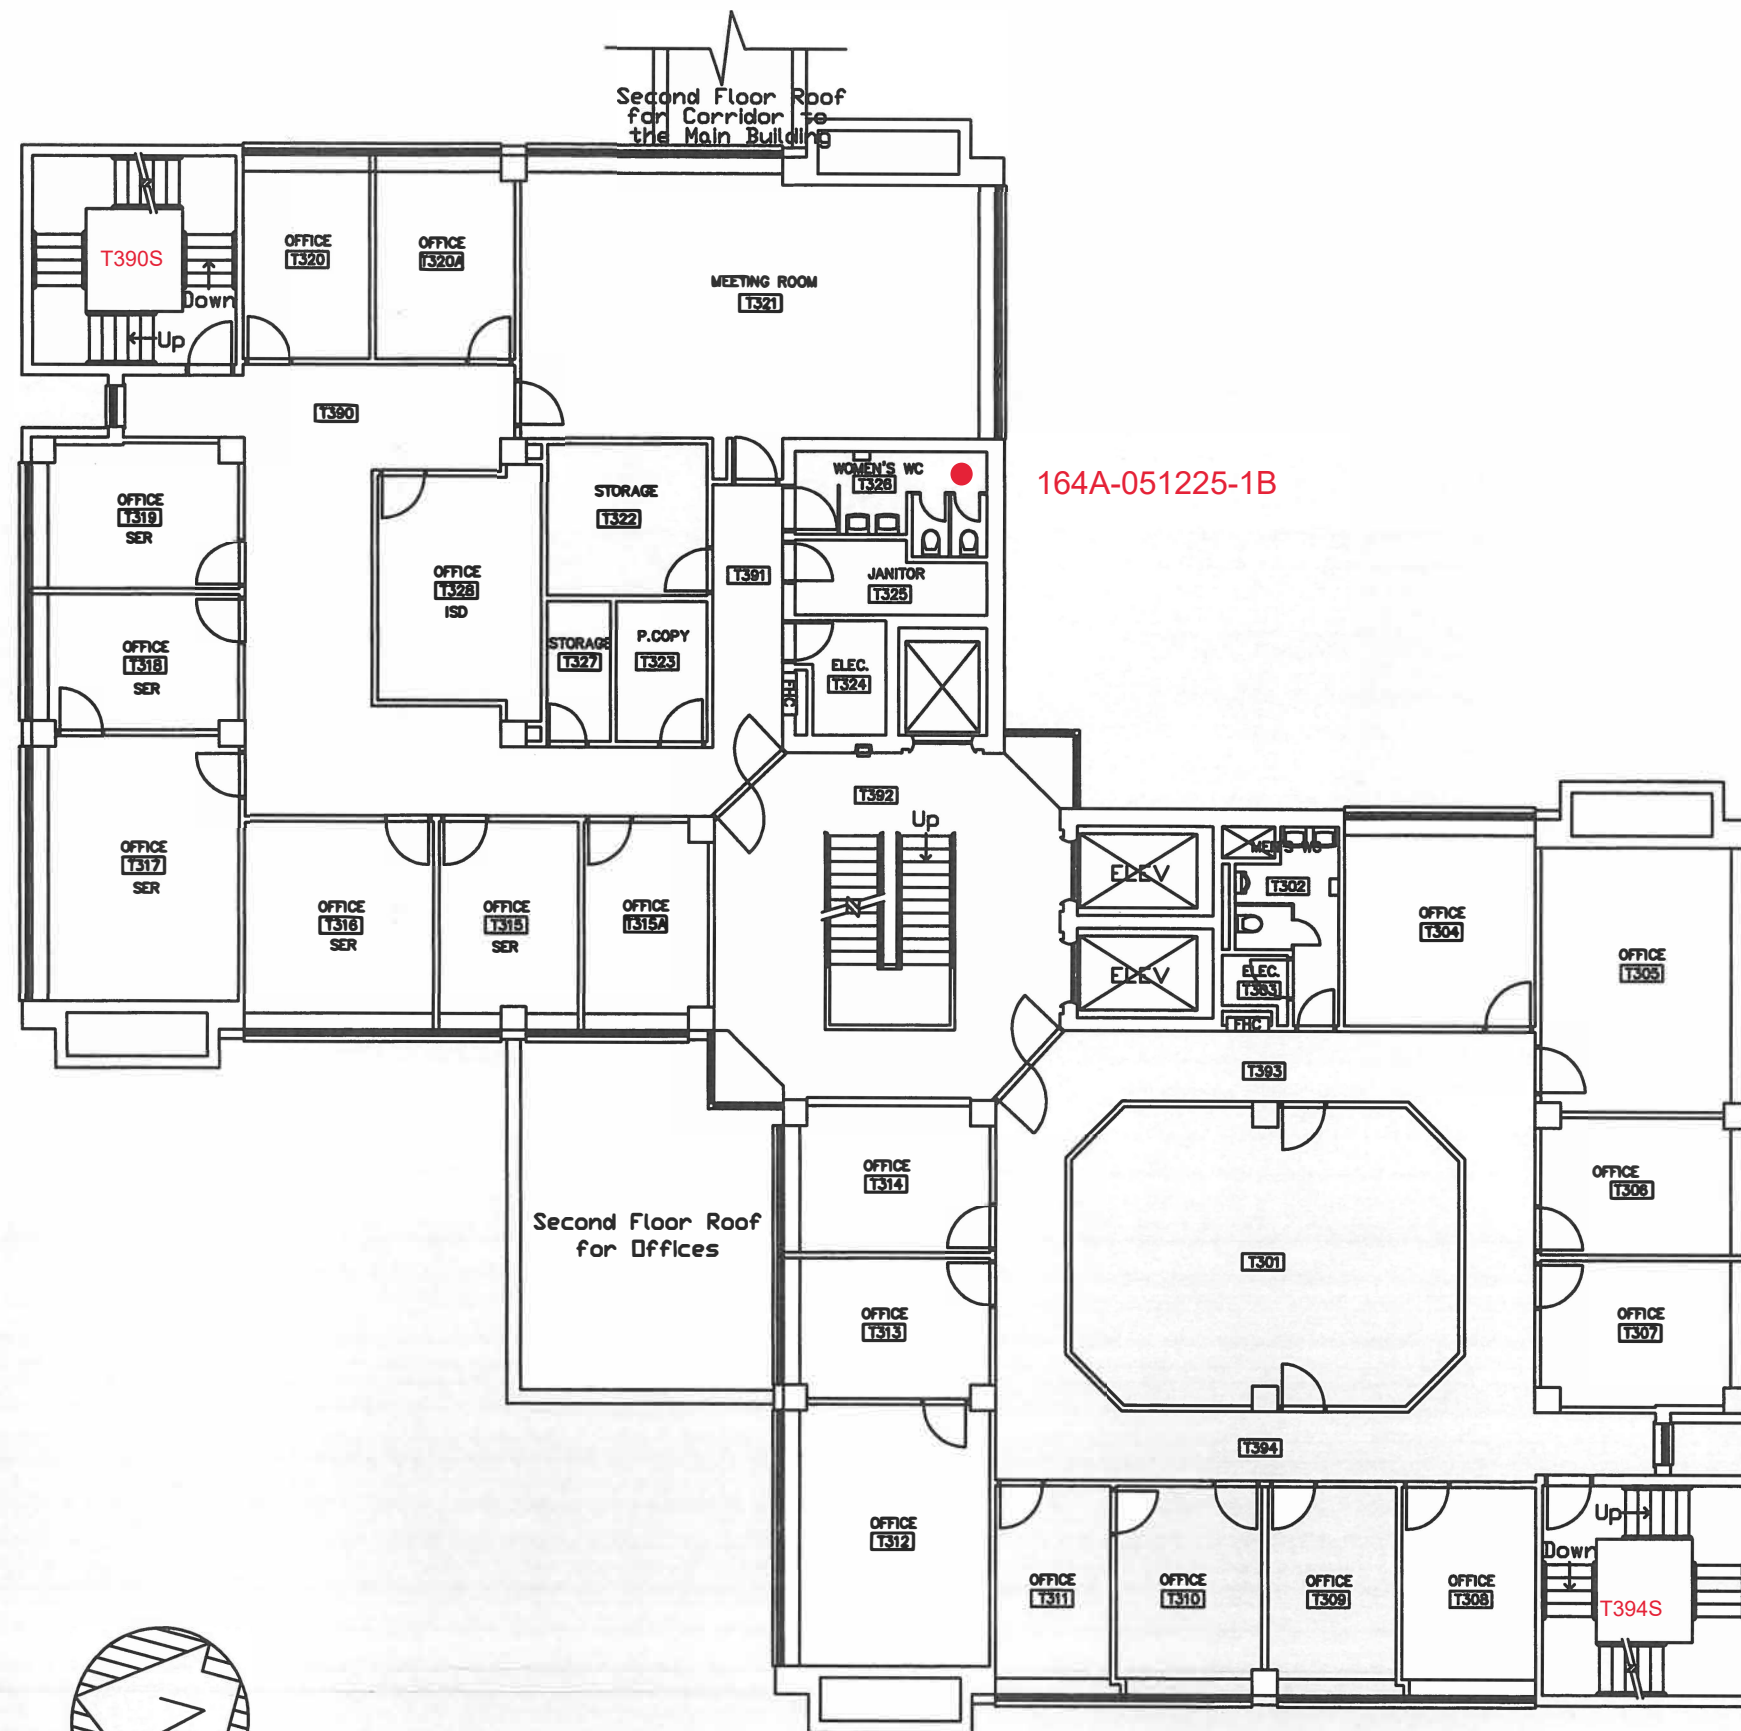 Second Floor Roof
for Corridor to
the Main Building
T390S
Down
Up
OFFICE
T320
OFFICE
T320A
MEETING ROOM
T321
T390
OFFICE
T319
SER
OFFICE
T318
SER
OFFICE
T317
SER
OFFICE
T328
ISD
STORAGE
T322
STORAGE
T327
P.COPY
T323
T391
WOMEN'S WC
T326
164A-051225-1B
JANITOR
T325
ELEC.
T324
FHC
T392
Up
OFFICE
T316
SER
OFFICE
T315
SER
OFFICE
T315A
ELEV
ELEV
MEN'S WC
T302
ELEC.
T383
FHC
OFFICE
T304
OFFICE
T305
T393
OFFICE
T306
OFFICE
T307
T301
OFFICE
T314
OFFICE
T313
Second Floor Roof
for Offices
T394
OFFICE
T312
OFFICE
T311
OFFICE
T310
OFFICE
T309
OFFICE
T308
Up
Down
T394S